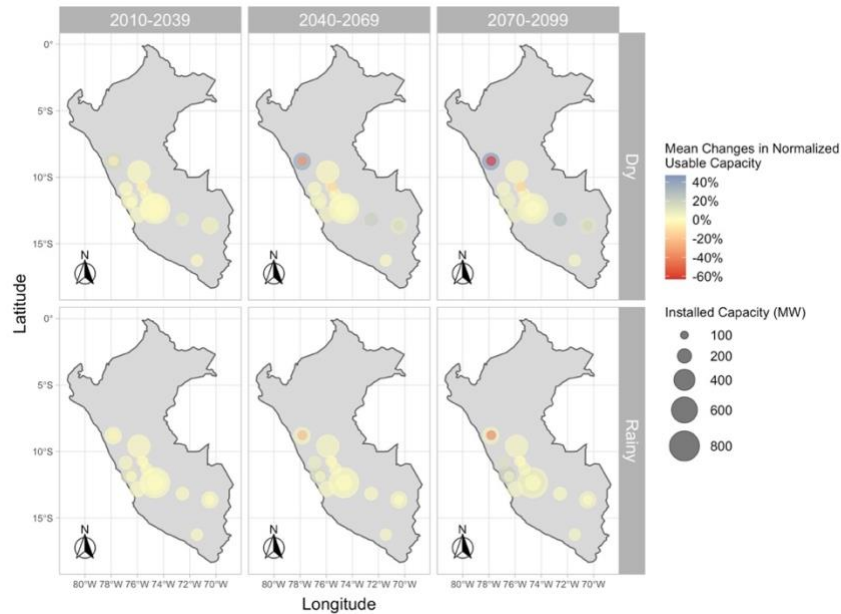 2010-2039 2040-2069 2070-2099
0°
5°S
10°S
15°S
Dry
N N N
0°
5°S
10°S
15°S
Rainy
N N N
80°W 78°W 76°W 74°W 72°W 70°W 80°W 78°W 76°W 74°W 72°W 70°W 80°W 78°W 76°W 74°W 72°W 70°W
Latitude
Longitude
Mean Changes in Normalized
Usable Capacity
40%
20%
0%
-20%
-40%
-60%
Installed Capacity (MW)
100
200
400
600
800